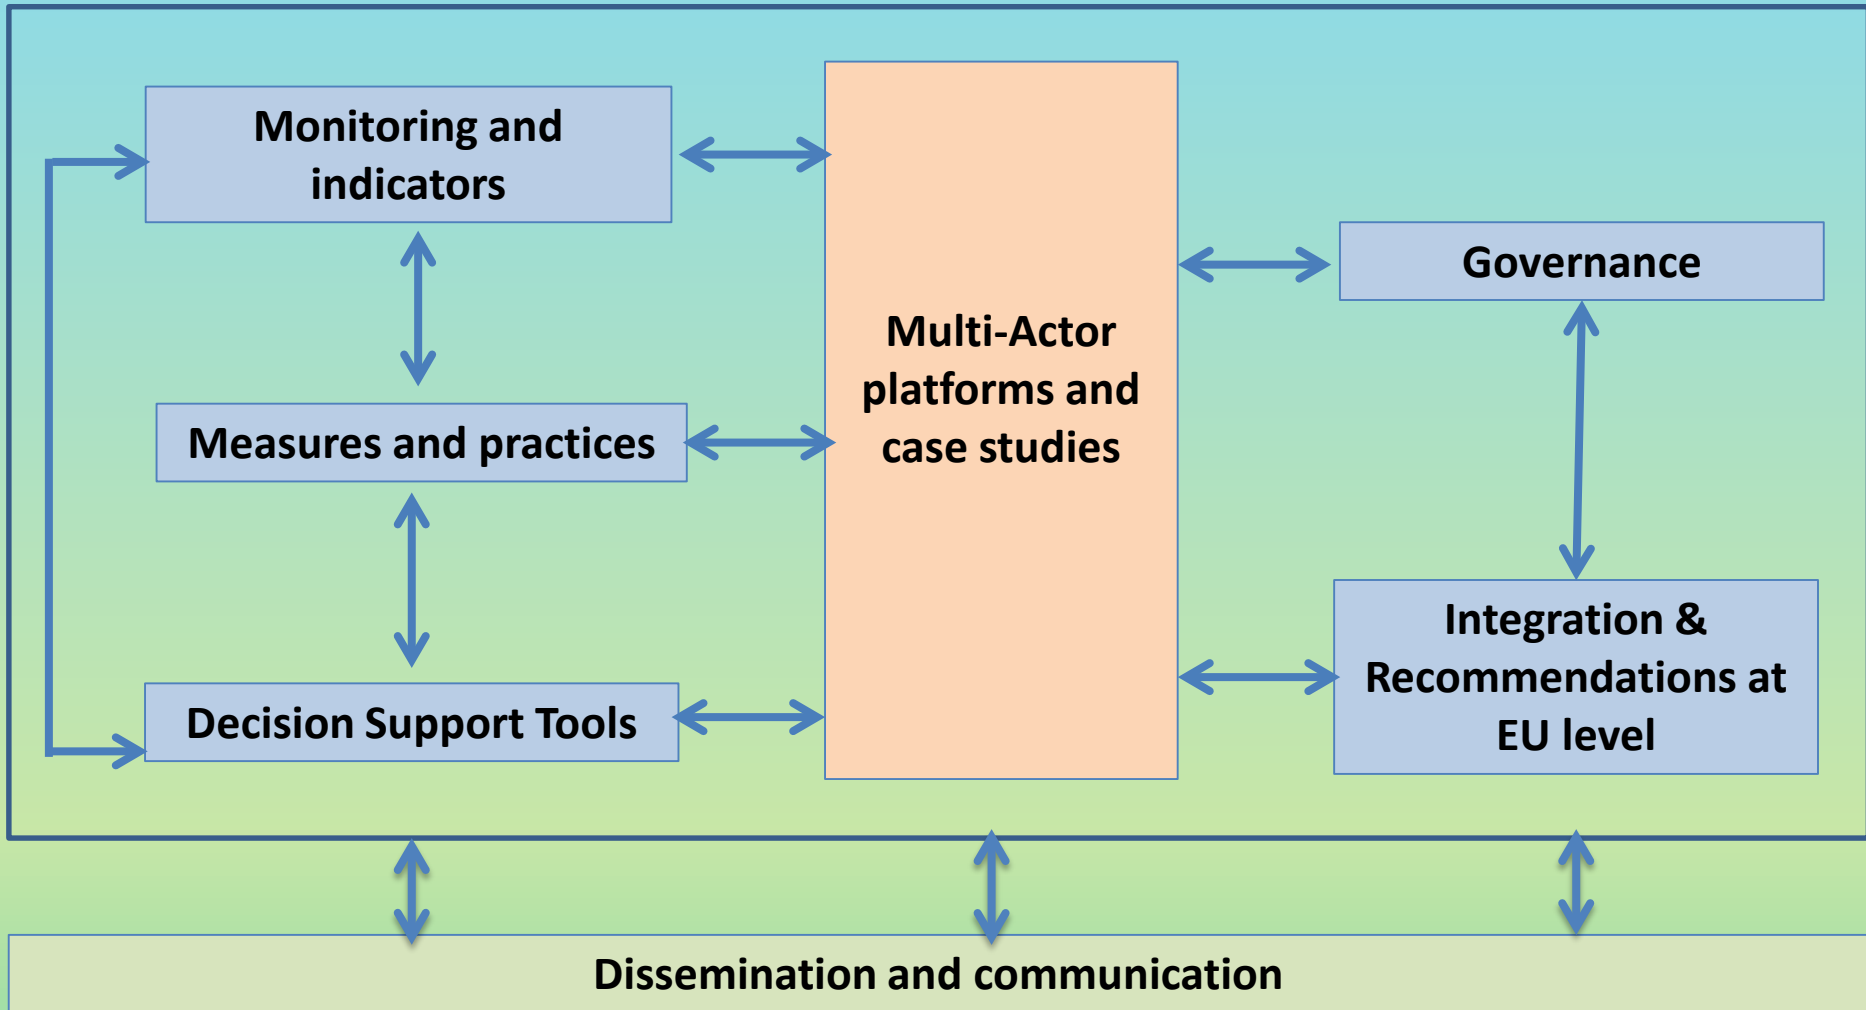 Monitoring and
indicators
Measures and practices
Decision Support Tools
Multi-Actor
platforms and
case studies
Governance
Integration &
Recommendations at
EU level
Dissemination and communication